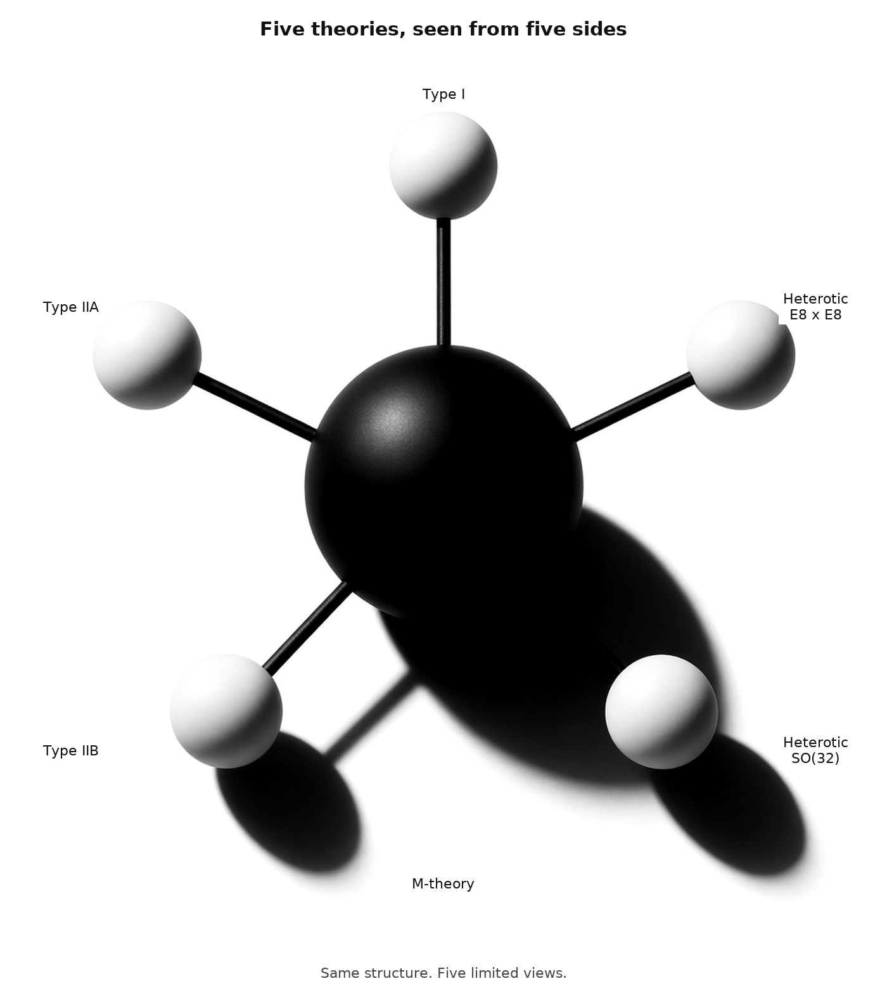 Five theories, seen from five sides
Type I
Type IIA
Heterotic
E8 x E8
Type IIB
Heterotic
SO(32)
M-theory
Same structure. Five limited views.